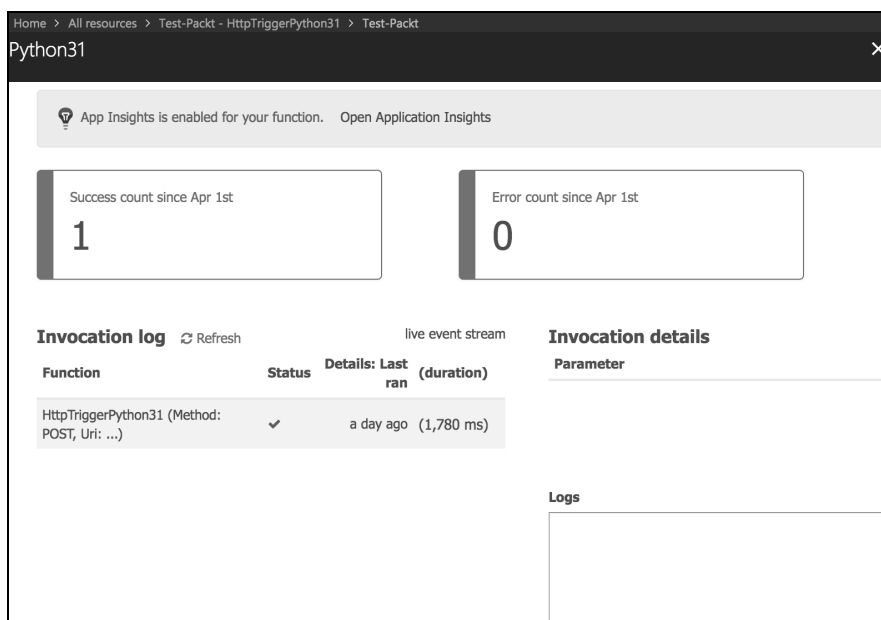 Home > All resources > Test-Packt - HttpTriggerPython31 > Test-Packt
Python31
App Insights is enabled for your function. Open Application Insights
Success count since Apr 1st
1
Error count since Apr 1st
0
Invocation log Refresh live event stream
Function Status Details: Last ran (duration)
HttpTriggerPython31 (Method:
POST, Uri: ...)
a day ago (1,780 ms)
Invocation details
Parameter
Logs